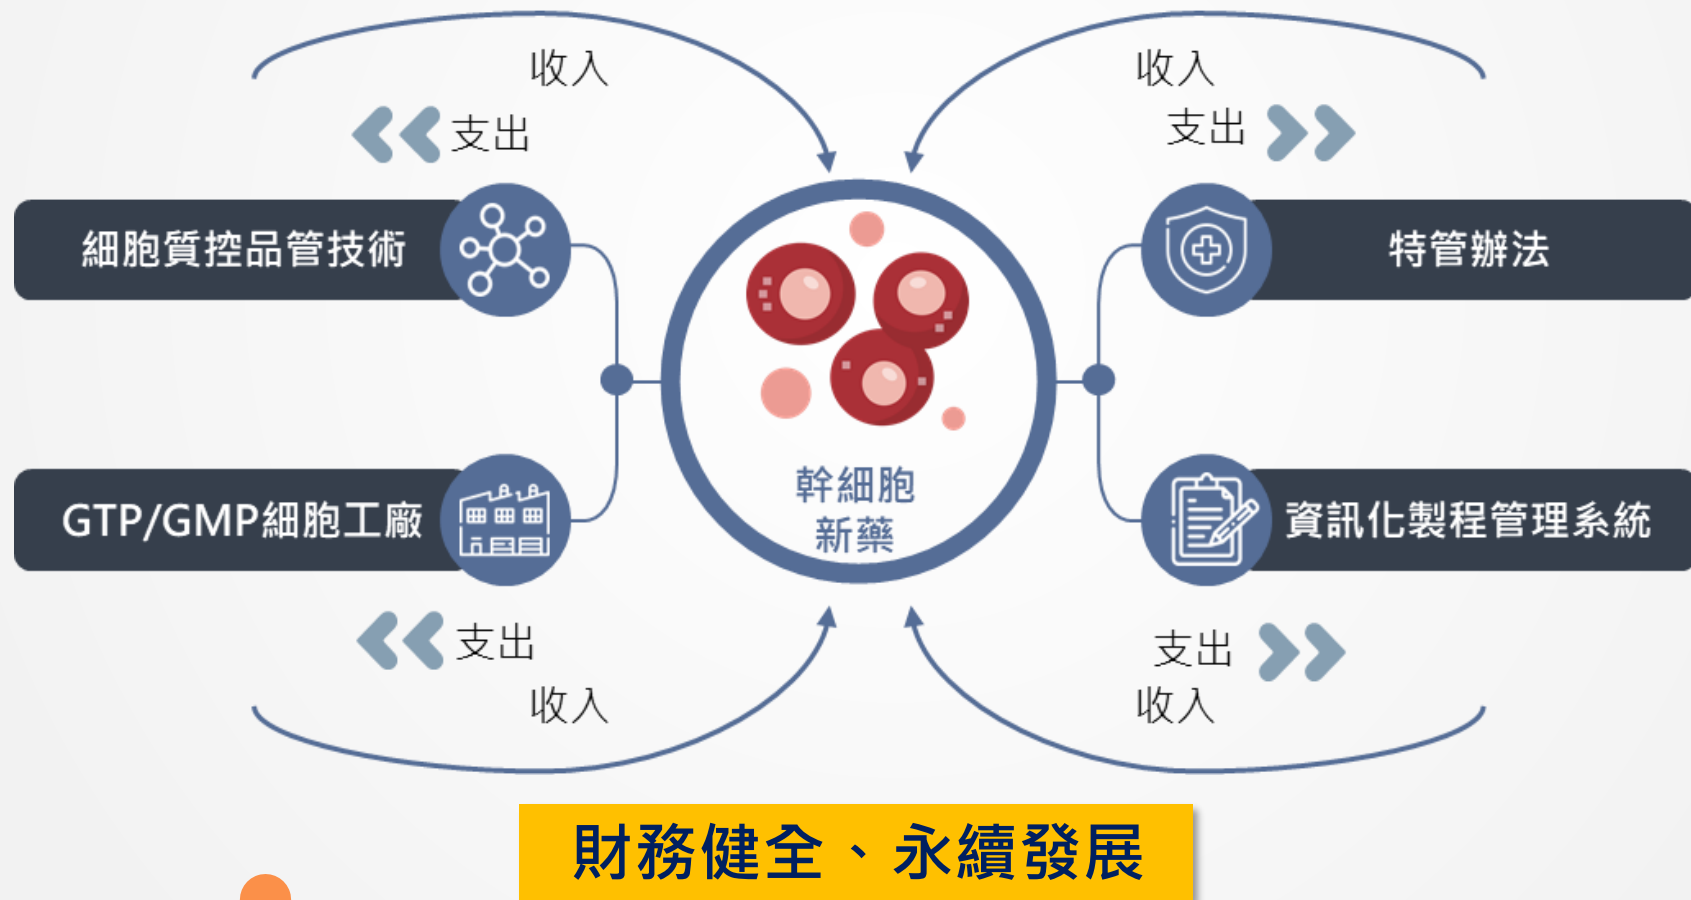 收入
收入
支出
支出
細胞質控品管技術
特管辦法
幹細胞
新藥
GTP/GMP細胞工廠
資訊化製程管理系統
支出
支出
收入
收入
財務健全、永續發展